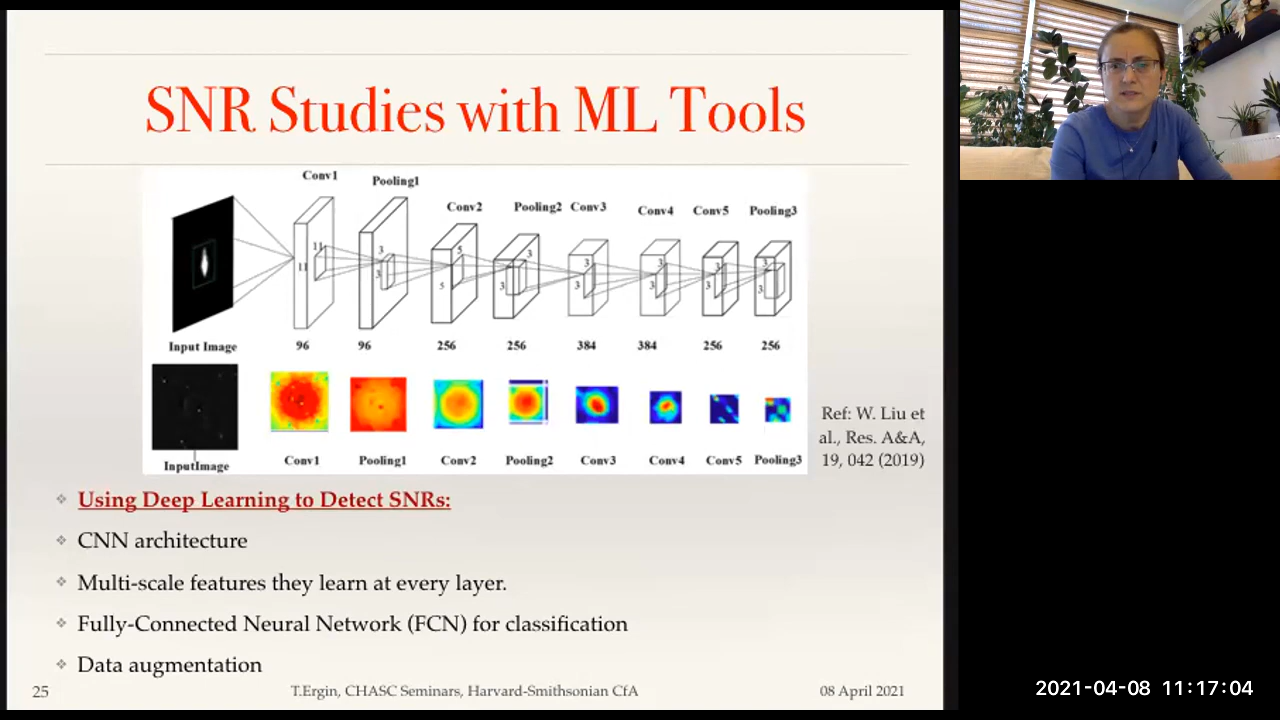 SNR Studies with ML Tools
Conv1
Pooling1
Conv2
Pooling2
Conv3
Conv4
Conv5
Pooling3
11
11
3
3
5
5
3
3
3
3
3
3
3
3
3
3
Input Image
96
96
256
256
384
384
256
256
InputImage
Conv1
Pooling1
Conv2
Pooling2
Conv3
Conv4
Conv5
Pooling3
Ref: W. Liu et
al., Res. A&A,
19, 042 (2019)
❖ Using Deep Learning to Detect SNRs:
❖ CNN architecture
❖ Multi-scale features they learn at every layer.
❖ Fully-Connected Neural Network (FCN) for classification
❖ Data augmentation
25
T.Ergin, CHASC Seminars, Harvard-Smithsonian CfA
08 April 2021
2021-04-08 11:17:04